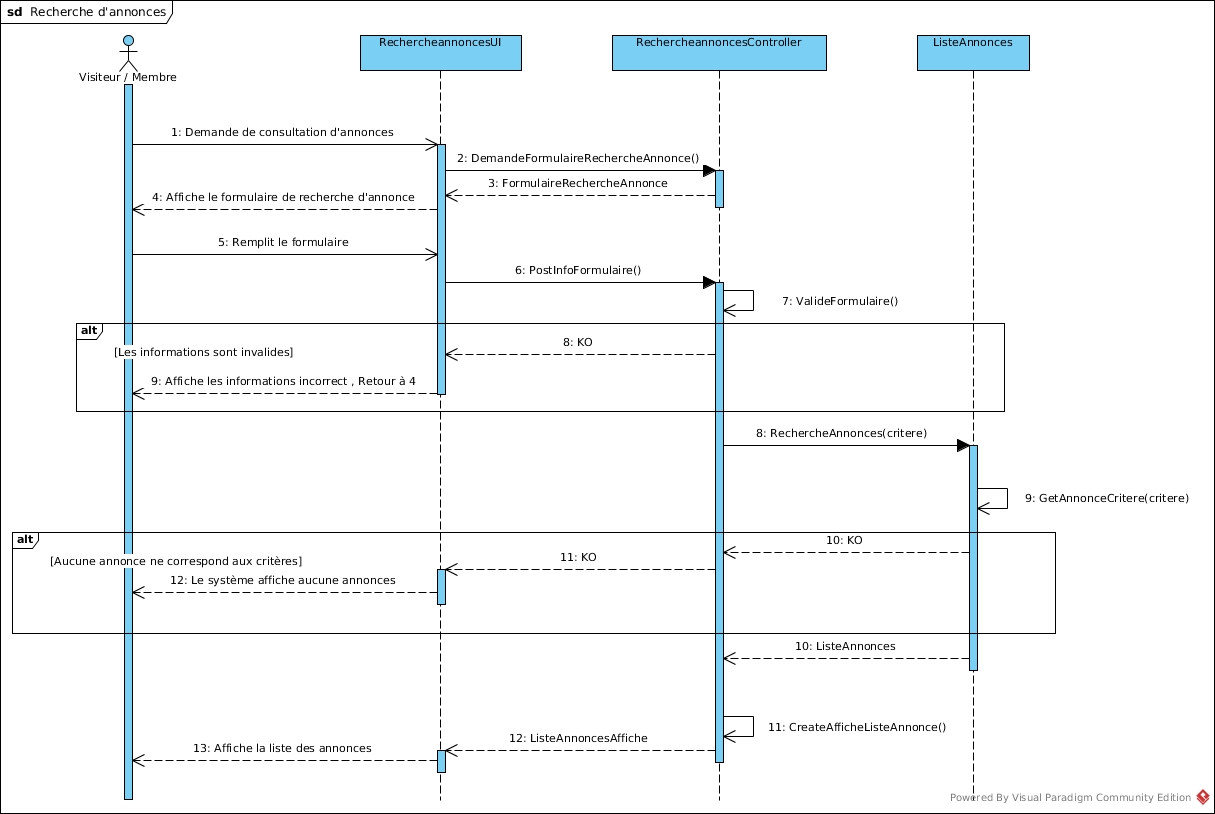 sd Recherche d'annonces
RechercheannoncesUI
RechercheannoncesController
ListeAnnonces
Visiteur / Membre
1: Demande de consultation d'annonces
2: DemandeFormulaireRechercheAnnonce()
3: FormulaireRechercheAnnonce
4: Affiche le formulaire de recherche d'annonce
5: Remplit le formulaire
6: PostInfoFormulaire()
7: ValideFormulaire()
alt
8: KO
[Les informations sont invalides]
9: Affiche les informations incorrect , Retour à 4
8: RechercheAnnonces(critere)
9: GetAnnonceCritere(critere)
alt
10: KO
11: KO
[Aucune annonce ne correspond aux critères]
12: Le système affiche aucune annonces
10: ListeAnnonces
11: CreateAfficheListeAnnonce()
12: ListeAnnoncesAffiche
13: Affiche la liste des annonces
Powered By Visual Paradigm Community Edition